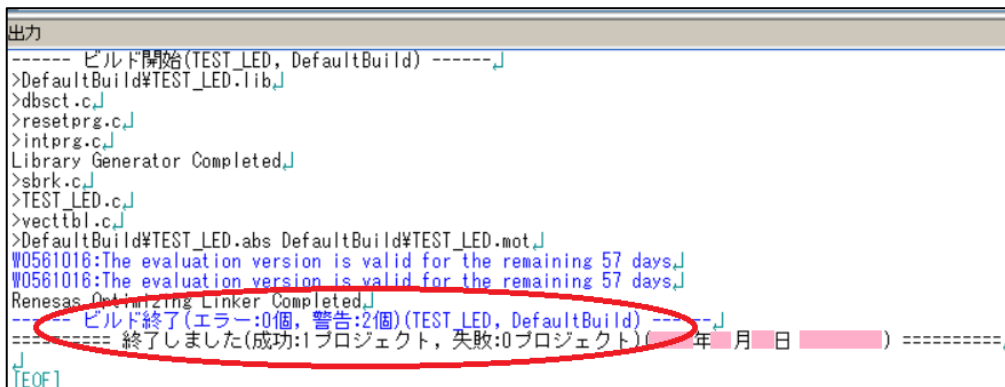 出力
------ ビルド開始(TEST_LED, DefaultBuild) ------↲
>DefaultBuild¥TEST_LED.lib↲
>dbsct.c↲
>resetprg.c↲
>intprg.c↲
Library Generator Completed↲
>sbrk.c↲
>TEST_LED.c↲
>vecttbl.c↲
>DefaultBuild¥TEST_LED.abs DefaultBuild¥TEST_LED.mot↲
W0561016:The evaluation version is valid for the remaining 57 days↲
W0561016:The evaluation version is valid for the remaining 57 days↲
Renesas Optimizing Linker Completed↲
------ ビルド終了(エラー:0個, 警告:2個)(TEST_LED, DefaultBuild) ------↲
========== 終了しました(成功:1プロジェクト, 失敗:0プロジェクト)( 年 月 日 ) ==========↲
↲
[EOF]